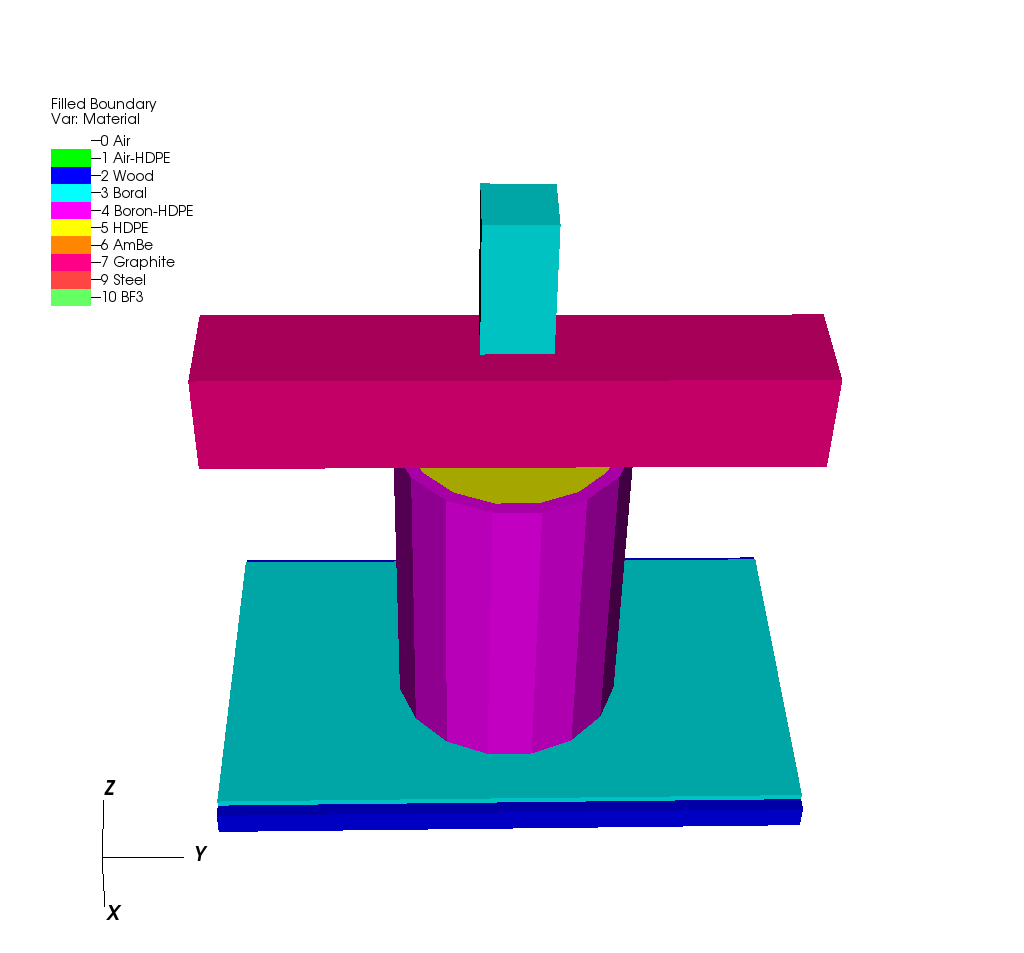 Filled Boundary
Var: Material
0 Air
1 Air-HDPE
2 Wood
3 Boral
4 Boron-HDPE
5 HDPE
6 AmBe
7 Graphite
9 Steel
10 BF3
Z
Y
X